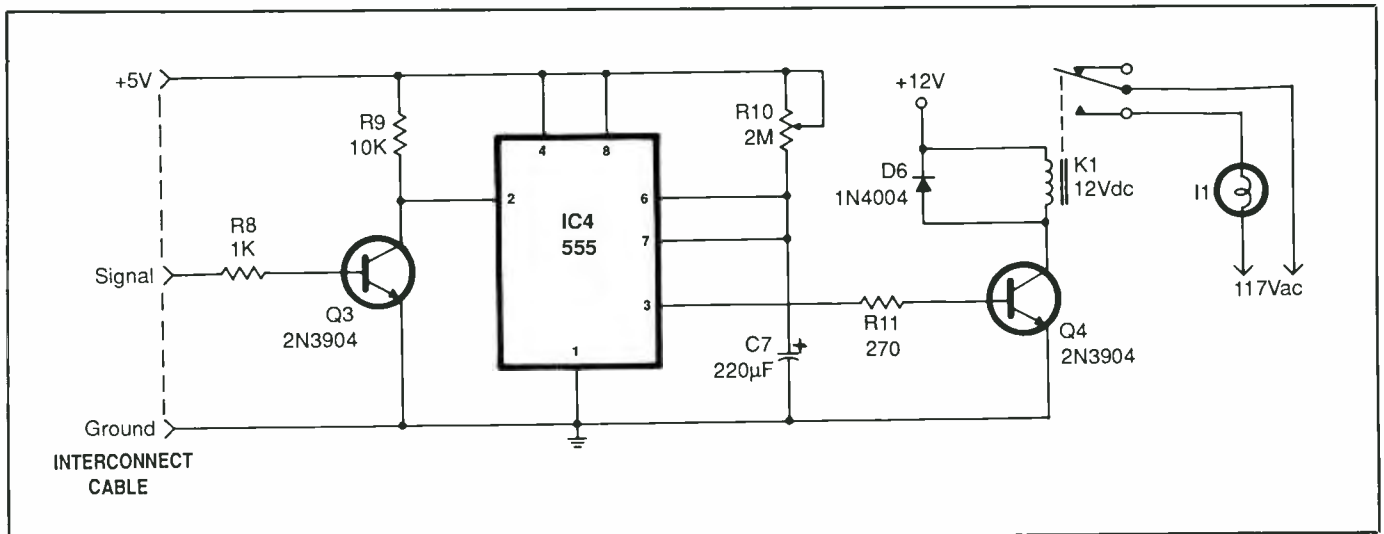 +5V
R9
10K
4
8
R10
2M
+12V
D6
1N4004
K1
12Vdc
I1
2
IC4
555
6
7
R8
1K
Signal
117Vac
Q3
2N3904
3
R11
270
Q4
2N3904
1
C7
+
220µF
Ground
INTERCONNECT
CABLE